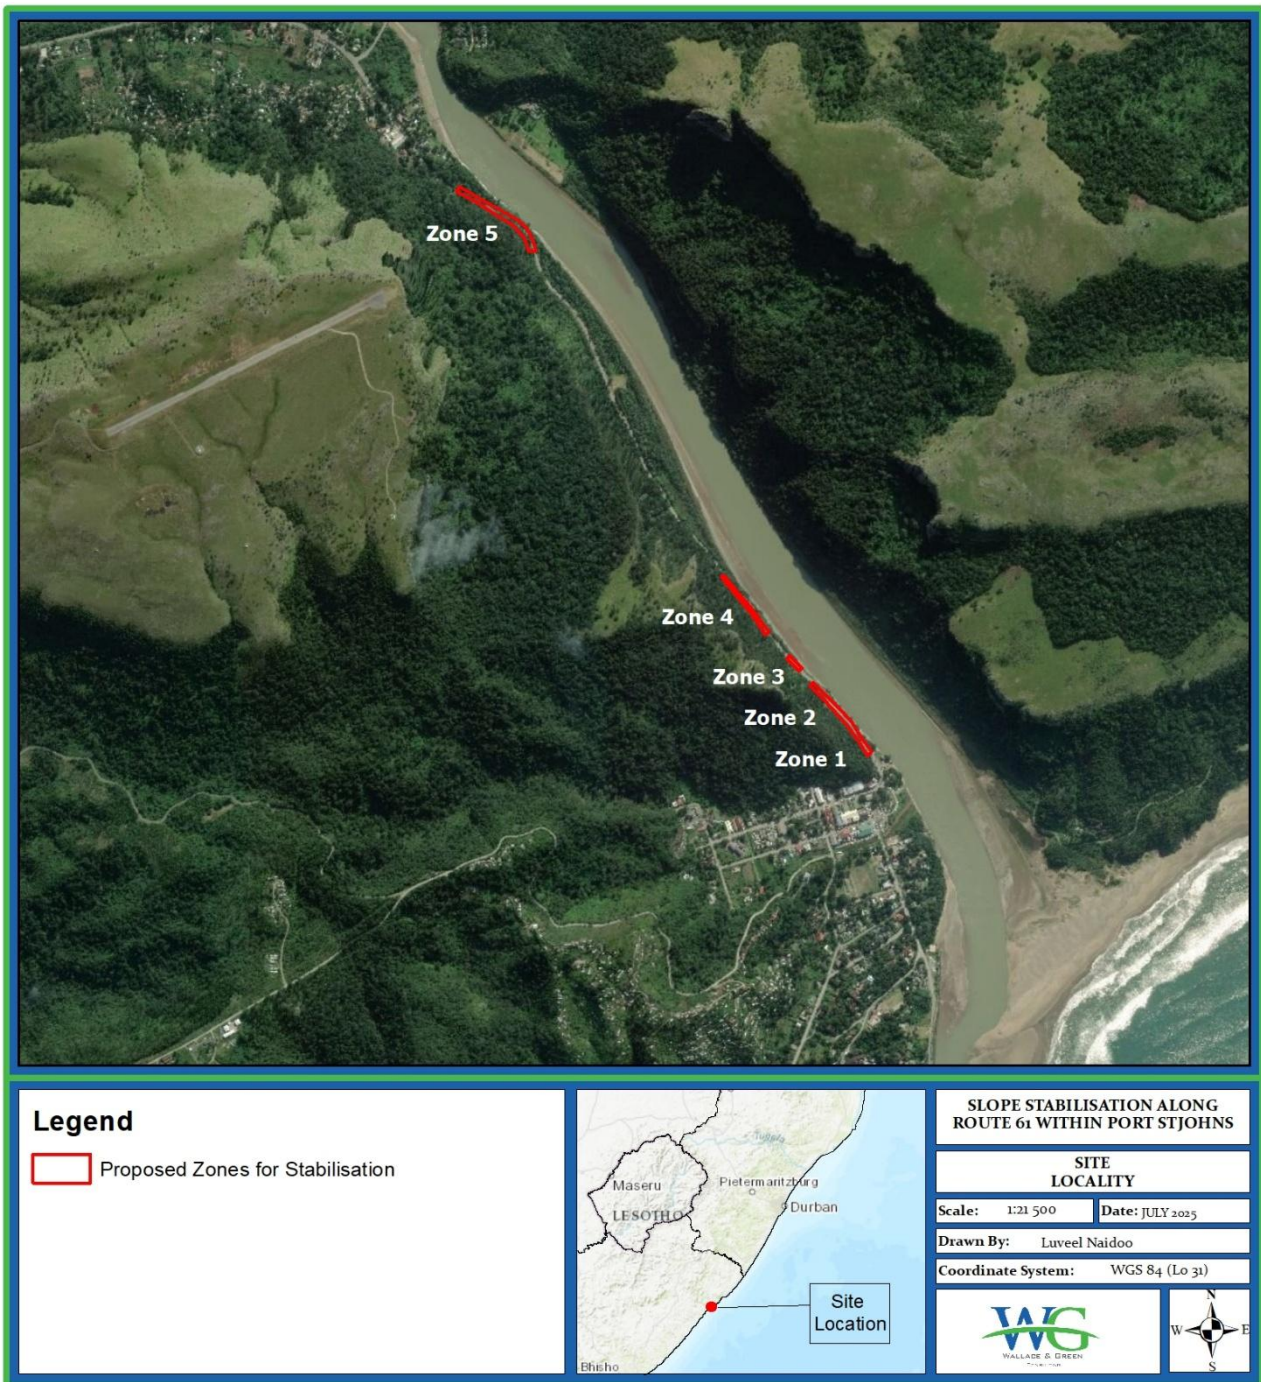 Zone 5
Zone 4
Zone 3
Zone 2
Zone 1
Legend
Proposed Zones for Stabilisation
Maseru
LESOTHO
Pietermaritzburg
Durban
Bhisho
Site
Location
SLOPE STABILISATION ALONG
ROUTE 61 WITHIN PORT STJOHNS
SITE
LOCALITY
Scale: 1:21 500
Date: JULY 2025
Drawn By: Luveel Naidoo
Coordinate System: WGS 84 (Lo 31)
WG
WALLACE & GREEN
N
W E
S